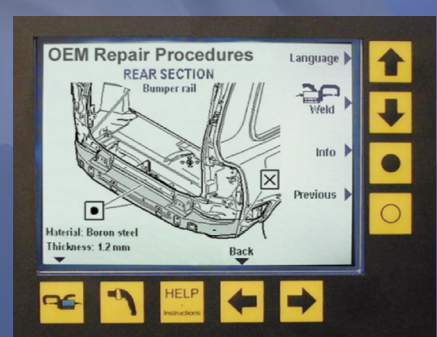 OEM Repair Procedures
REAR SECTION
Bumper rail
Language
Weld
Info
Previous
Material: Boron steel
Thickness: 1.2 mm
Back
HELP
-
Instructions